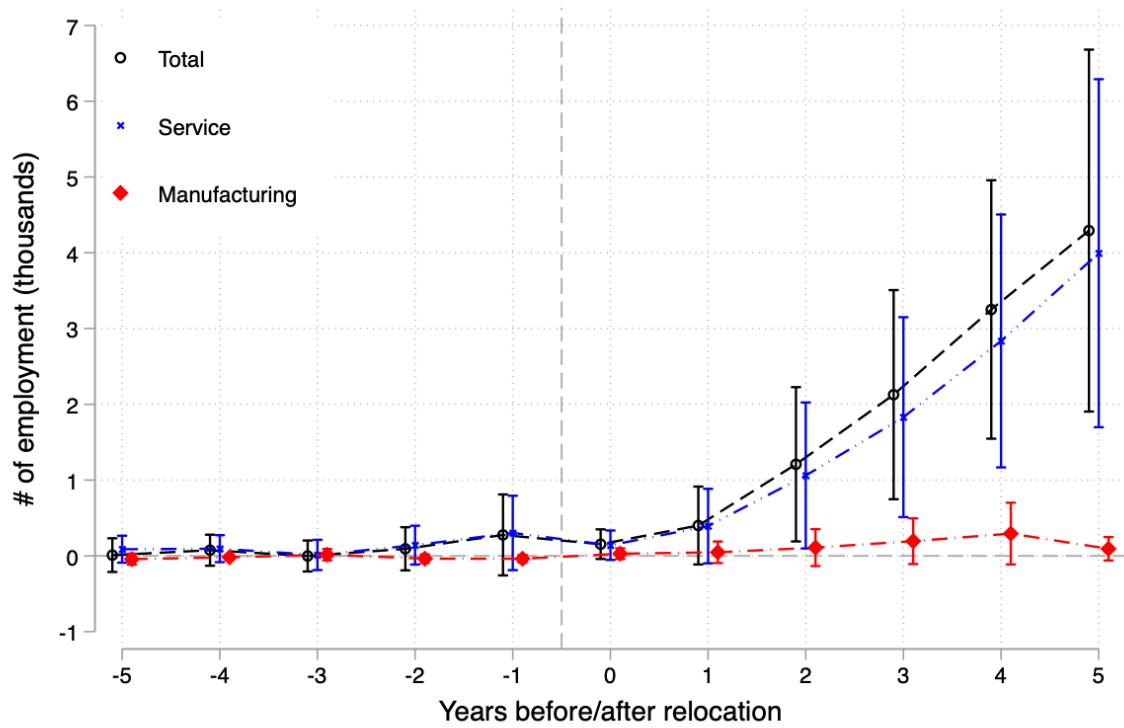 7
6
5
4
3
2
1
0
-1
# of employment (thousands)
Total
Service
Manufacturing
-5 -4 -3 -2 -1 0 1 2 3 4 5
Years before/after relocation